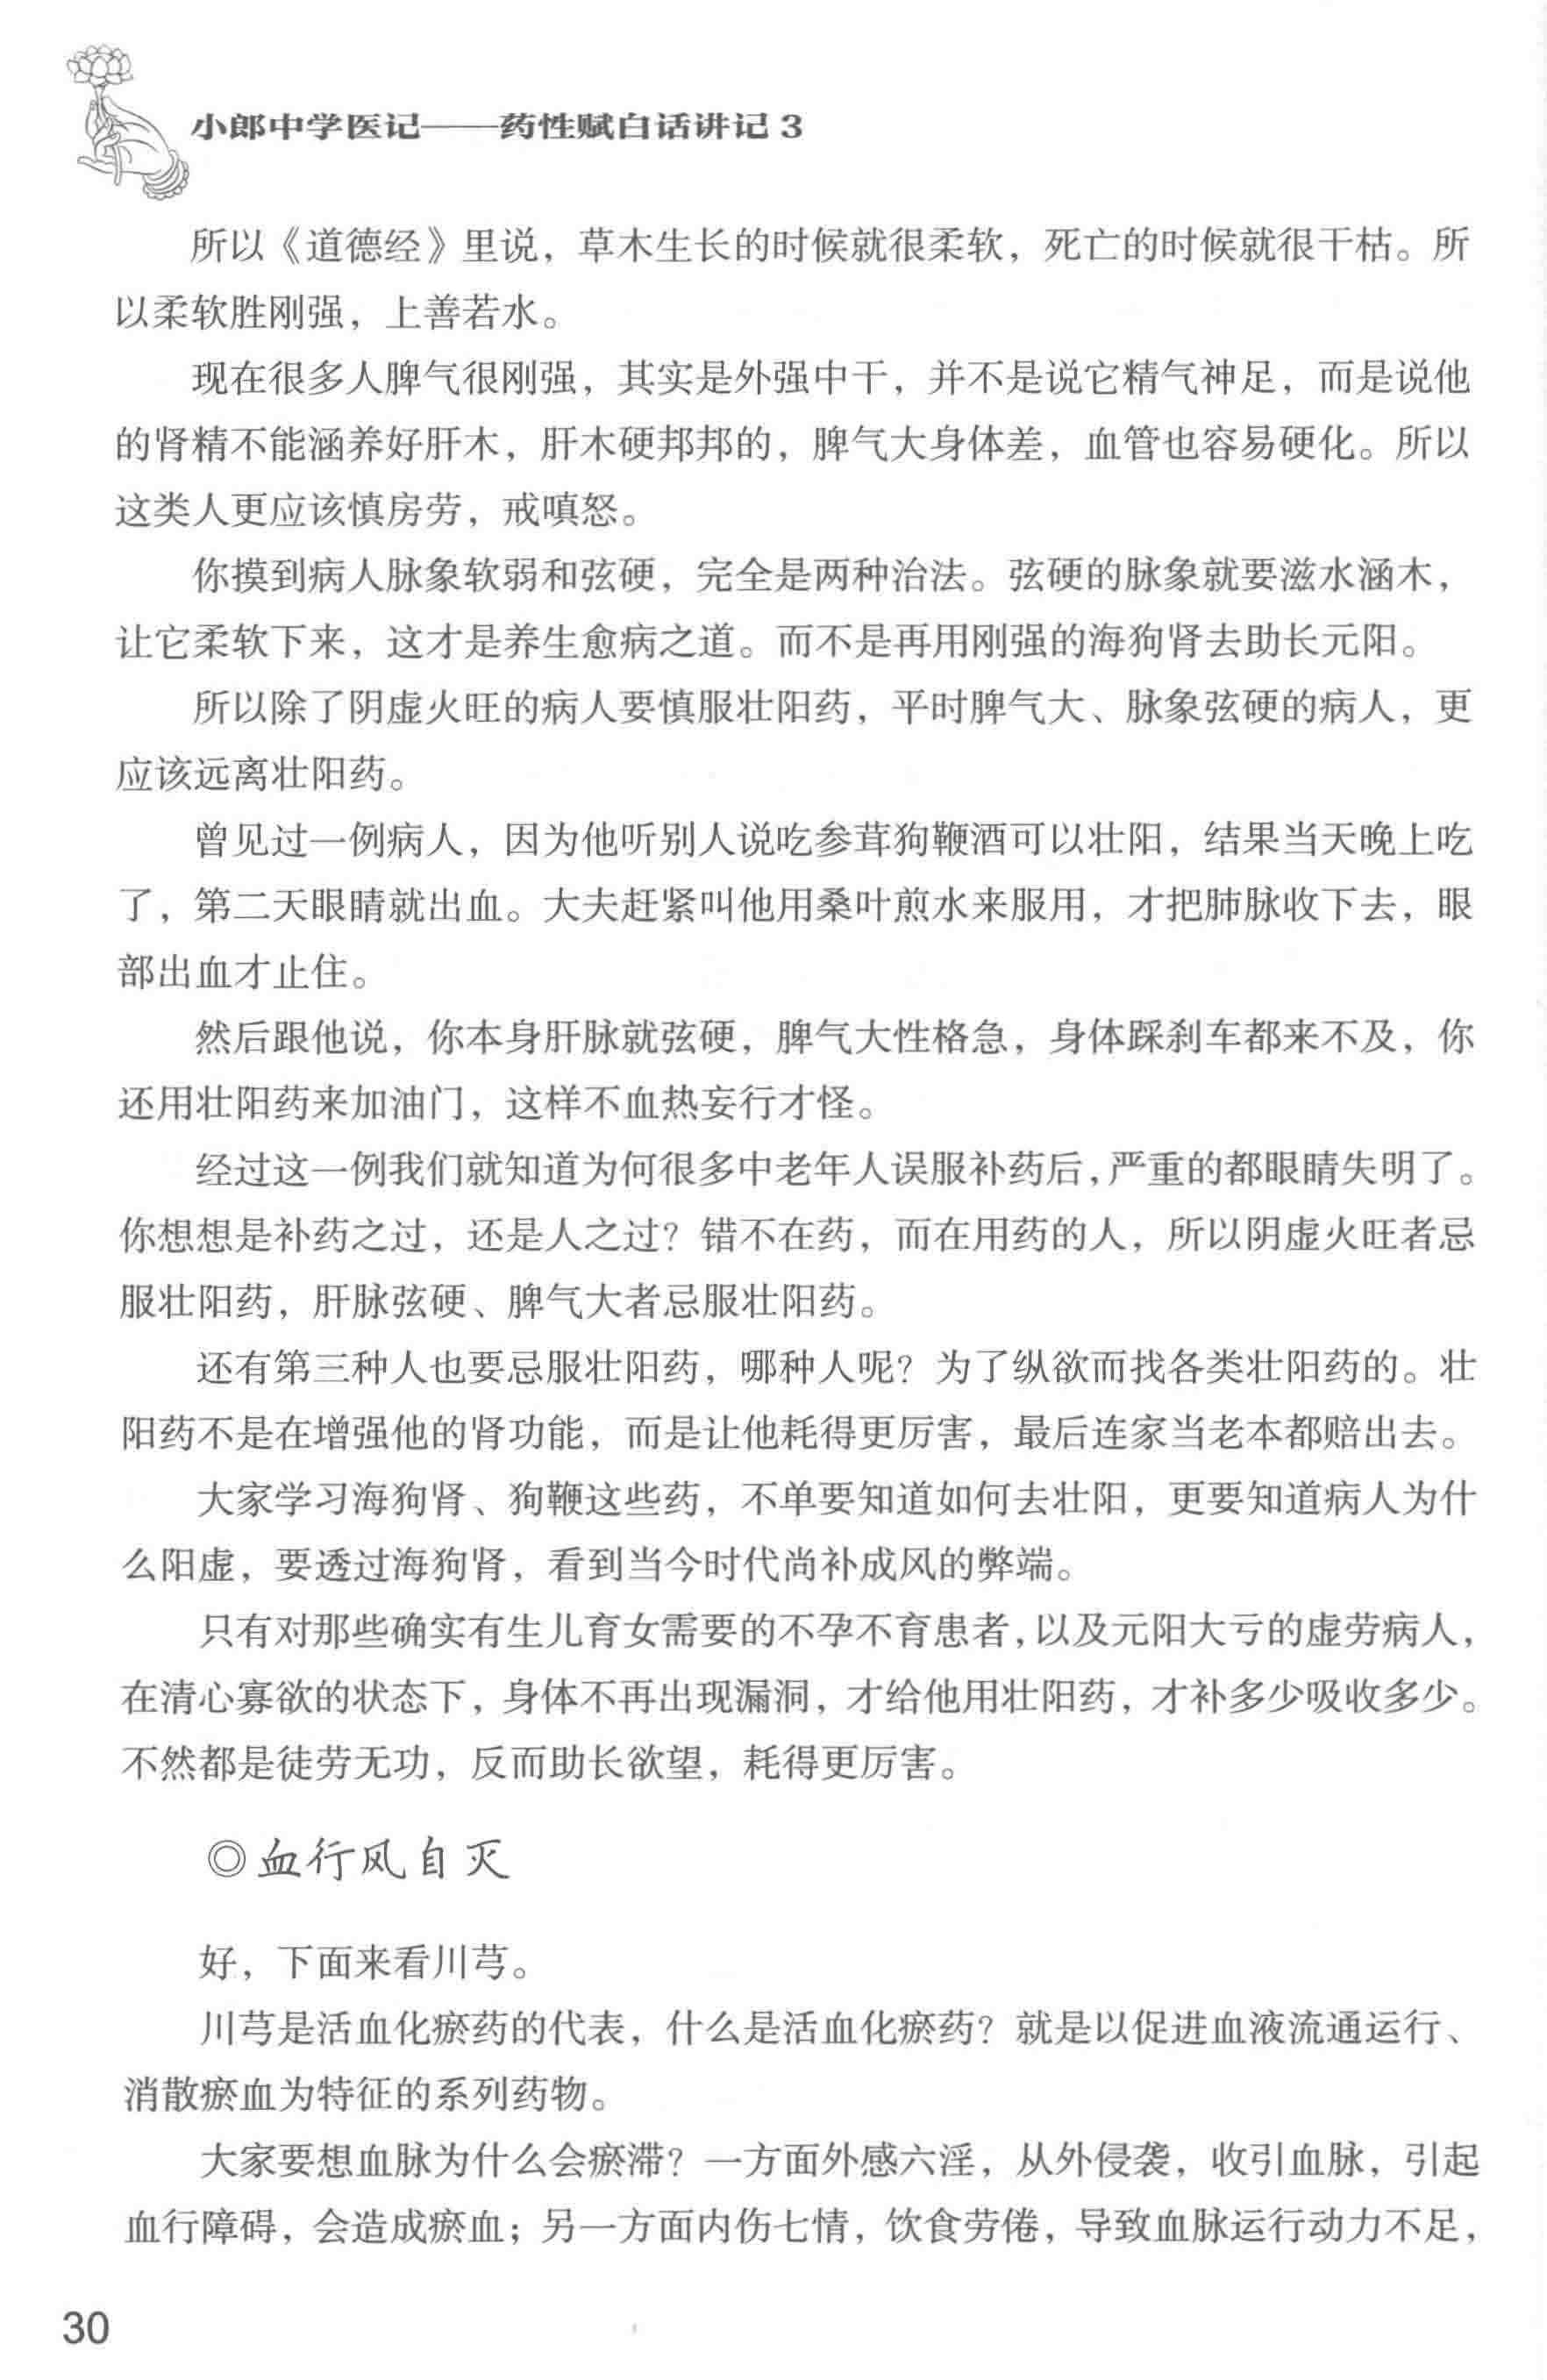 小郎中学医记——药性赋白话讲记 3
所以《道德经》里说，草木生长的时候就很柔软，死亡的时候就很干枯。所
以柔软胜刚强，上善若水。
现在很多人脾气很刚强，其实是外强中干，并不是说它精气神足，而是说他
的肾精不能涵养好肝木，肝木硬邦邦的，脾气大身体差，血管也容易硬化。所以
这类人更应该慎房劳，戒嗔怒。
你摸到病人脉象软弱和弦硬，完全是两种治法。弦硬的脉象就要滋水涵木，
让它柔软下来，这才是养生愈病之道。而不是再用刚强的海狗肾去助长元阳。
所以除了阴虚火旺的病人要慎服壮阳药，平时脾气大、脉象弦硬的病人，更
应该远离壮阳药。
曾见过一例病人，因为他听别人说吃参茸狗鞭酒可以壮阳，结果当天晚上吃
了，第二天眼睛就出血。大夫赶紧叫他用桑叶煎水来服用，才把肺脉收下去，眼
部出血才止住。
然后跟他说，你本身肝脉就弦硬，脾气大性格急，身体踩刹车都来不及，你
还用壮阳药来加油门，这样不血热妄行才怪。
经过这一例我们就知道为何很多中老年人误服补药后，严重的都眼睛失明了。
你想想是补药之过，还是人之过？错不在药，而在用药的人，所以阴虚火旺者忌
服壮阳药，肝脉弦硬、脾气大者忌服壮阳药。
还有第三种人也要忌服壮阳药，哪种人呢？为了纵欲而找各类壮阳药的。壮
阳药不是在增强他的肾功能，而是让他耗得更厉害，最后连家当老本都赔出去。
大家学习海狗肾、狗鞭这些药，不单要知道如何去壮阳，更要知道病人为什
么阳虚，要透过海狗肾，看到当今时代尚补成风的弊端。
只有对那些确实有生儿育女需要的不孕不育患者，以及元阳大亏的虚劳病人，
在清心寡欲的状态下，身体不再出现漏洞，才给他用壮阳药，才补多少吸收多少。
不然都是徒劳无功，反而助长欲望，耗得更厉害。
◎血行风自灭
好，下面来看川芎。
川芎是活血化瘀药的代表，什么是活血化瘀药？就是以促进血液流通运行、
消散瘀血为特征的系列药物。
大家要想血脉为什么会瘀滞？一方面外感六淫，从外侵袭，收引血脉，引起
血行障碍，会造成瘀血；另一方面内伤七情，饮食劳倦，导致血脉运行动力不足，
30